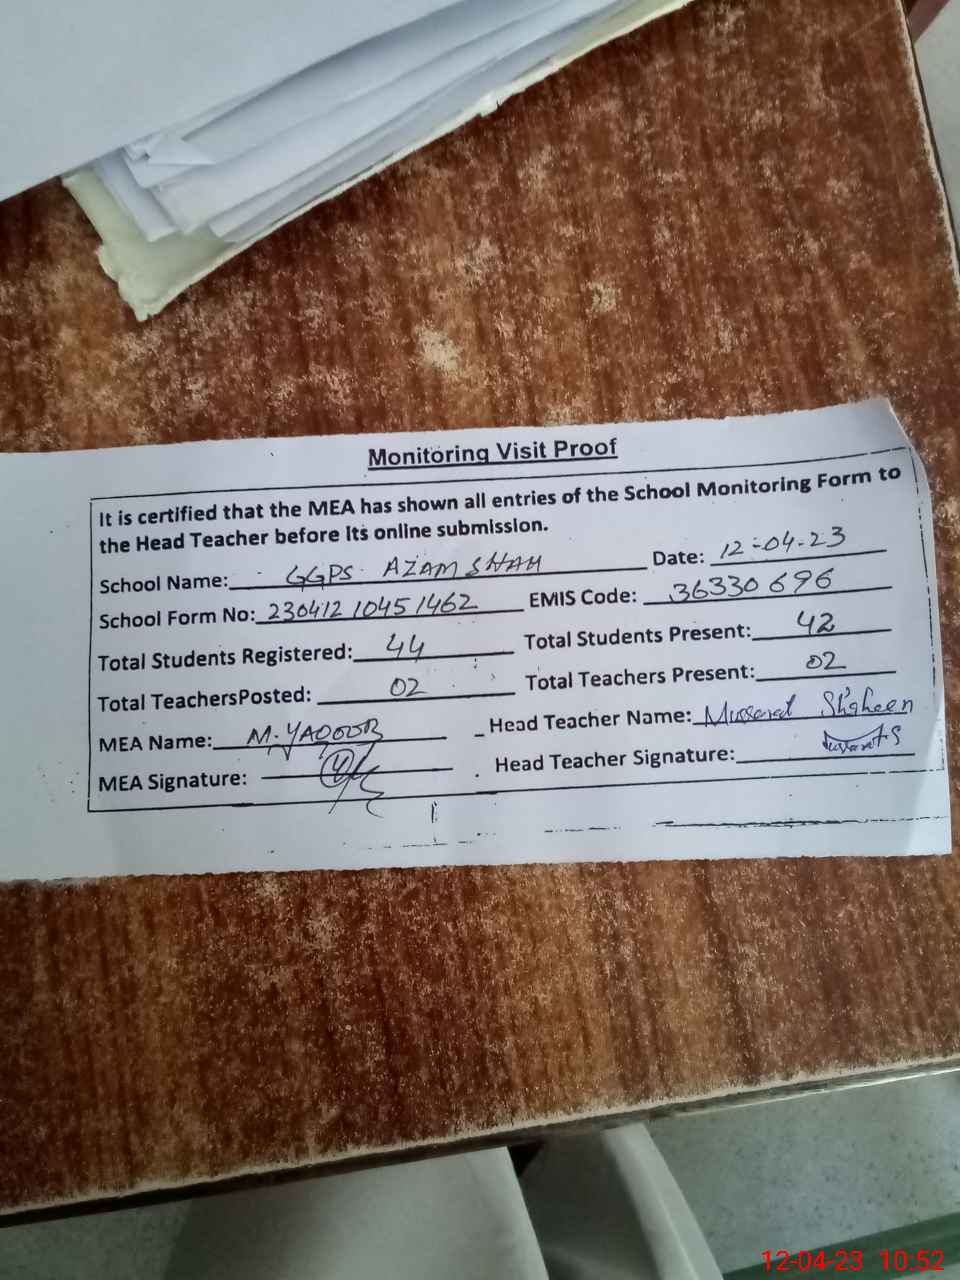 Monitoring Visit Proof
It is certified that the MEA has shown all entries of the School Monitoring Form to
the Head Teacher before its online submission.
School Name: GGPS AZAM SHAH Date: 12-04-23
School Form No: 230412 10451462 EMIS Code: 36330696
Total Students Registered: 44 Total Students Present: 42
Total TeachersPosted: 02 Total Teachers Present: 02
MEA Name: M. YAQOOB Head Teacher Name: Mussarat Shaheen
MEA Signature: Head Teacher Signature:
12-04-23 10:52